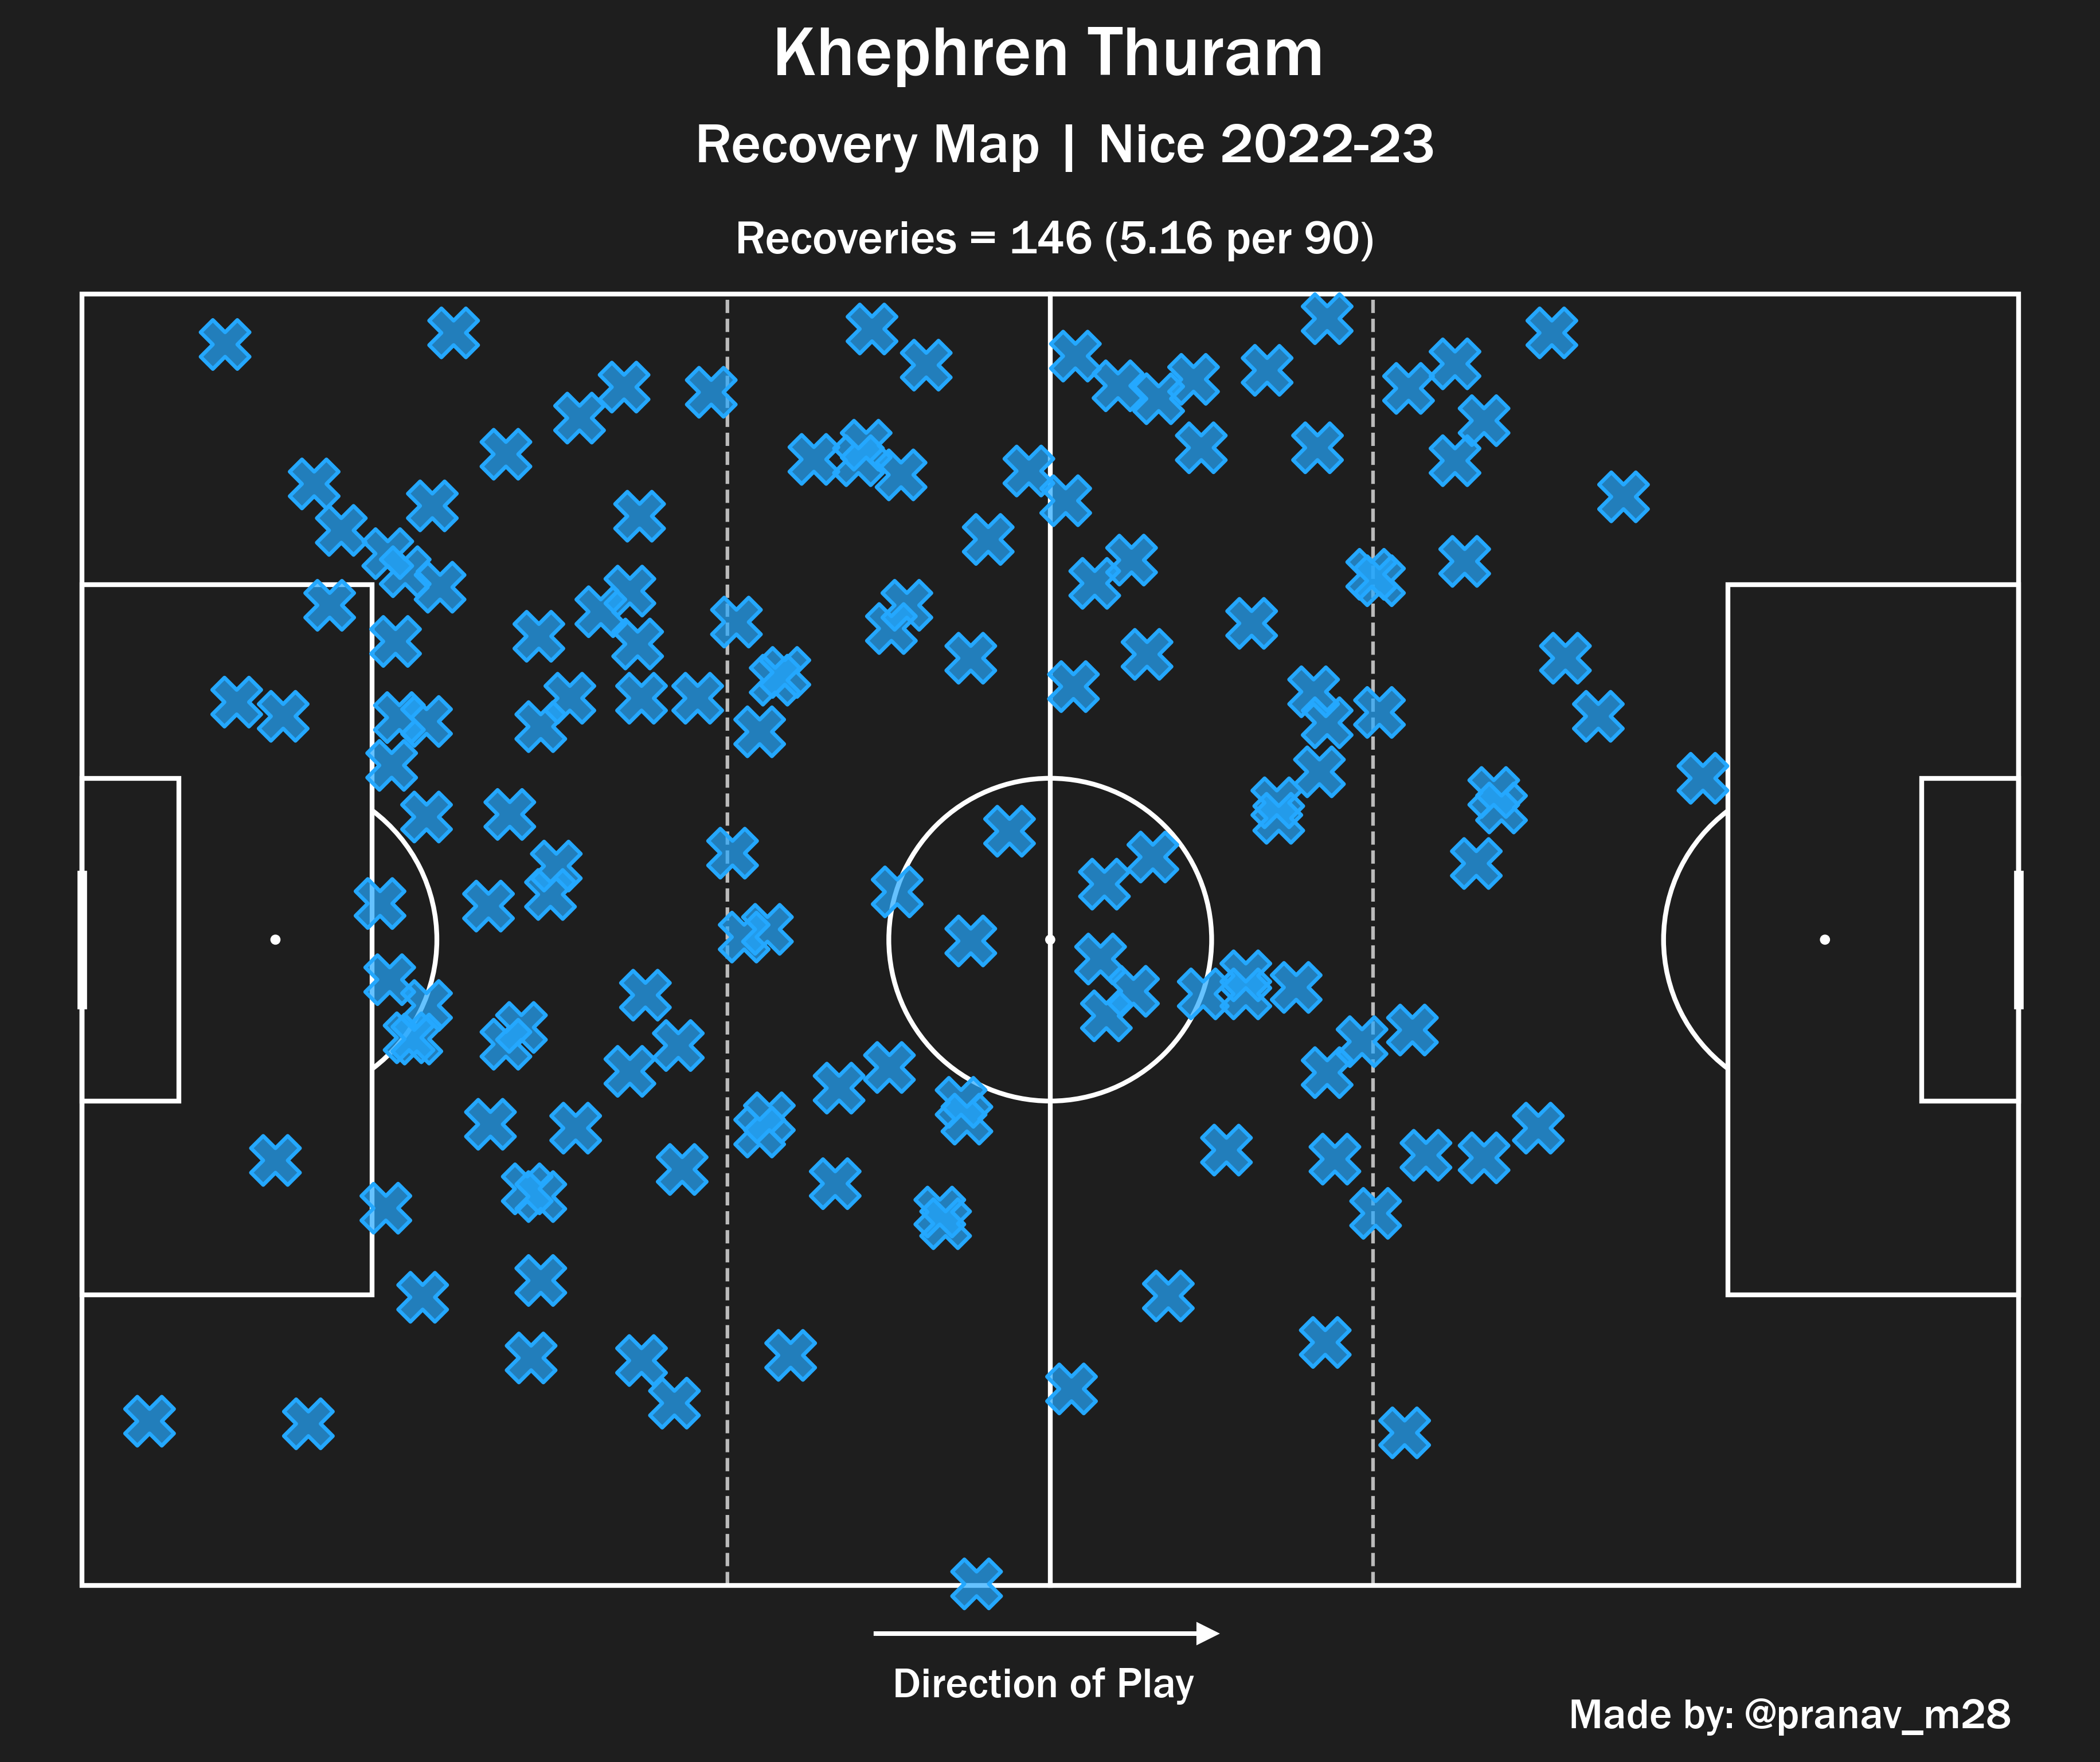 Khephren Thuram
Recovery Map | Nice 2022-23
Recoveries = 146 (5.16 per 90)
Direction of Play
Made by: @pranav_m28